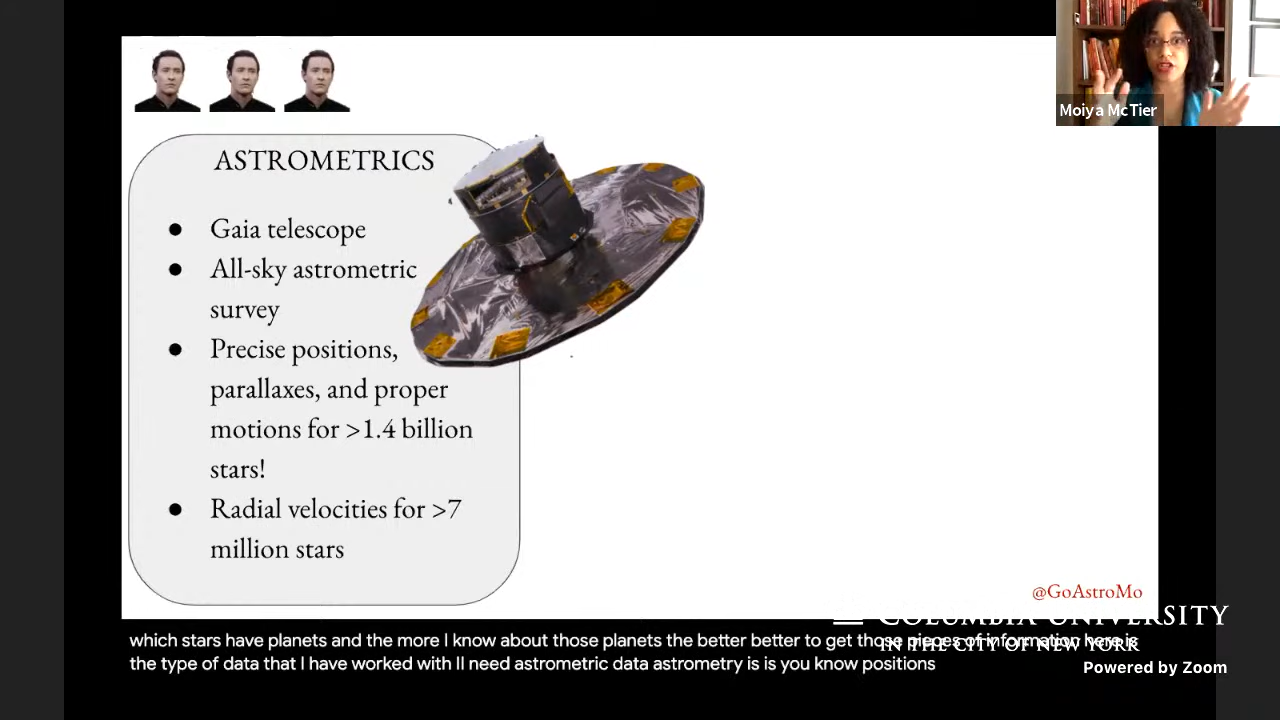 Moiya McTier
ASTROMETRICS
● Gaia telescope
● All-sky astrometric
survey
● Precise positions,
parallaxes, and proper
motions for >1.4 billion
stars!
● Radial velocities for >7
million stars
@GoAstroMo
COLUMBIA UNIVERSITY
IN THE CITY OF NEW YORK
which stars have planets and the more I know about those planets the better better to get those pieces of information here is
the type of data that I have worked with II need astrometric data astrometry is is you know positions
Powered by Zoom